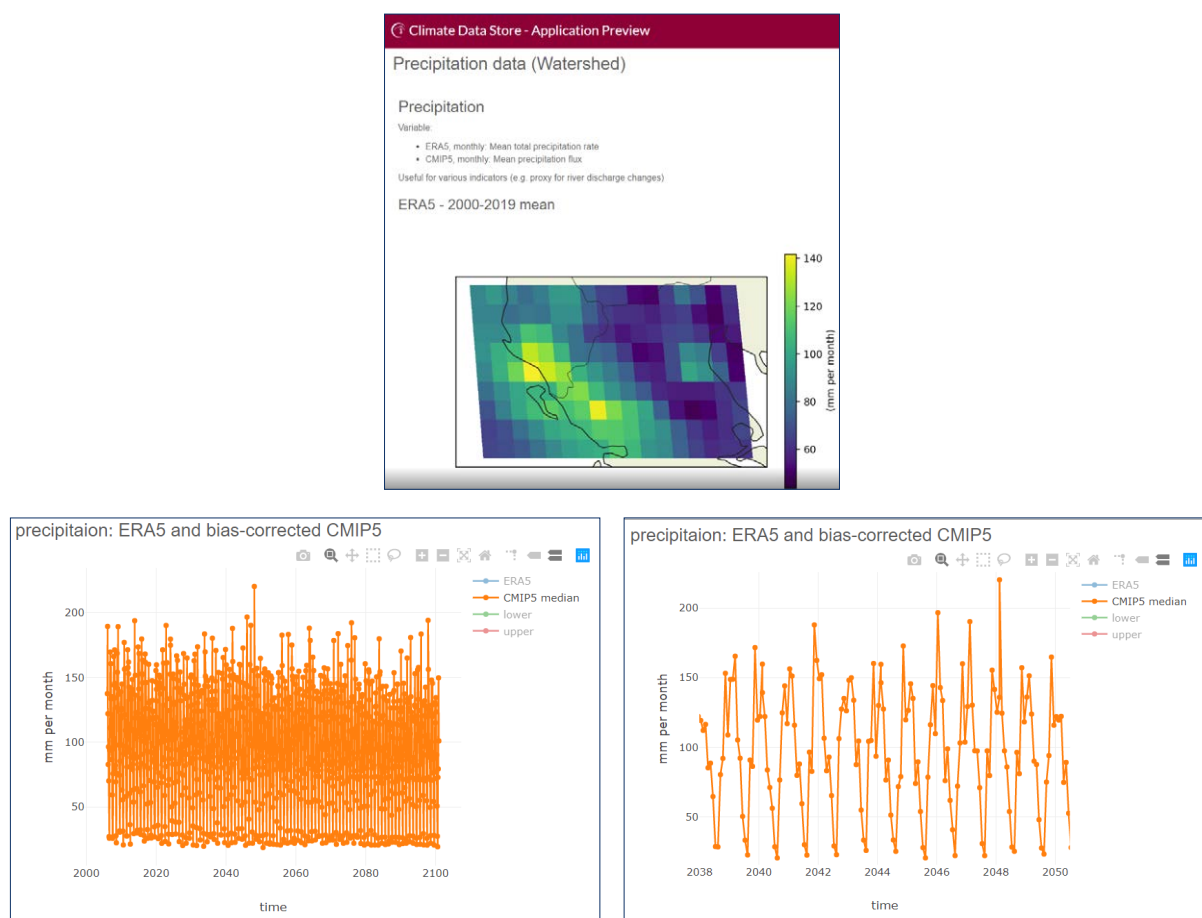 Climate Data Store - Application Preview
Precipitation data (Watershed)
Precipitation
Variable:
• ERA5, monthly: Mean total precipitation rate
• CMIP5, monthly: Mean precipitation flux
Useful for various indicators (e.g. proxy for river discharge changes)
ERA5 - 2000-2019 mean
140
120
100
80
60
(mm per month)
precipitaion: ERA5 and bias-corrected CMIP5
ERA5
CMIP5 median
lower
upper
200
150
100
50
mm per month
2000
2020
2040
2060
2080
2100
time
precipitaion: ERA5 and bias-corrected CMIP5
ERA5
CMIP5 median
lower
upper
200
150
100
50
mm per month
2038
2040
2042
2044
2046
2048
2050
time